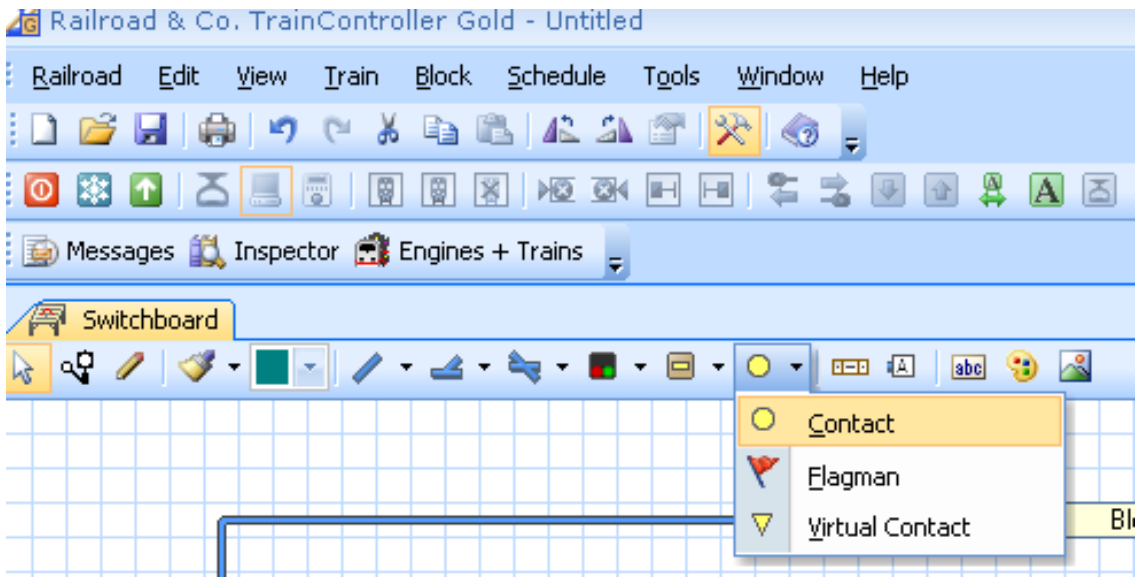 Railroad & Co. TrainController Gold - Untitled
Railroad Edit View Train Block Schedule Tools Window Help
Messages Inspector Engines + Trains
Switchboard
abc
Contact
Flagman
Virtual Contact